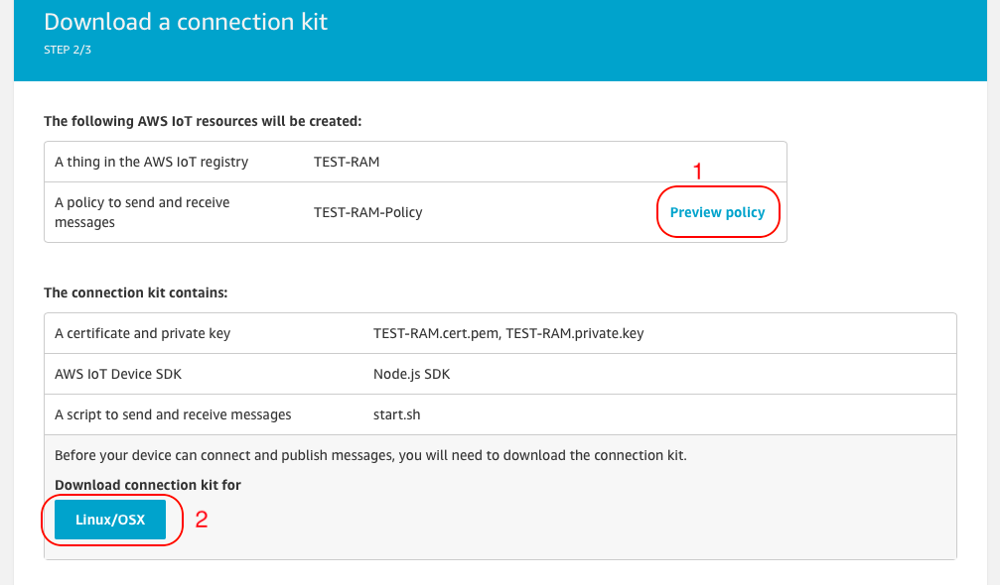 Download a connection kit
STEP 2/3
The following AWS IoT resources will be created:
A thing in the AWS IoT registry TEST-RAM
1
A policy to send and receive
messages
TEST-RAM-Policy
Preview policy
The connection kit contains:
A certificate and private key TEST-RAM.cert.pem, TEST-RAM.private.key
AWS IoT Device SDK Node.js SDK
A script to send and receive messages start.sh
Before your device can connect and publish messages, you will need to download the connection kit.
Download connection kit for
Linux/OSX 2